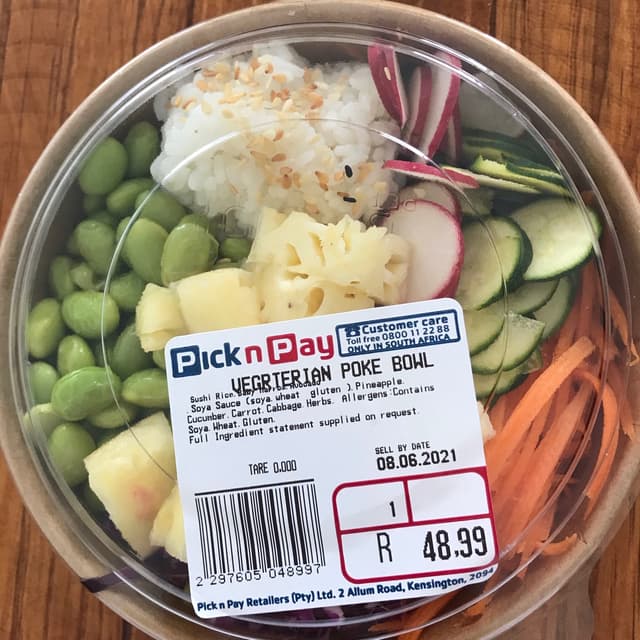 Pick n Pay
Customer care
Toll free 0800 11 22 88
ONLY IN SOUTH AFRICA
VEGRTERIAN POKE BOWL
Sushi Rice,
Soya Sauce (soya, wheat gluten ), Pineapple,
Cucumber, Carrot, Cabbage, Herbs. Allergens:Contains
Soya, Wheat, Gluten.
Full Ingredient statement supplied on request.
TARE 0,000
SELL BY DATE
08.06.2021
1
R 48.99
2 297605 048997
Pick n Pay Retailers (Pty) Ltd. 2 Allum Road, Kensington, 2094